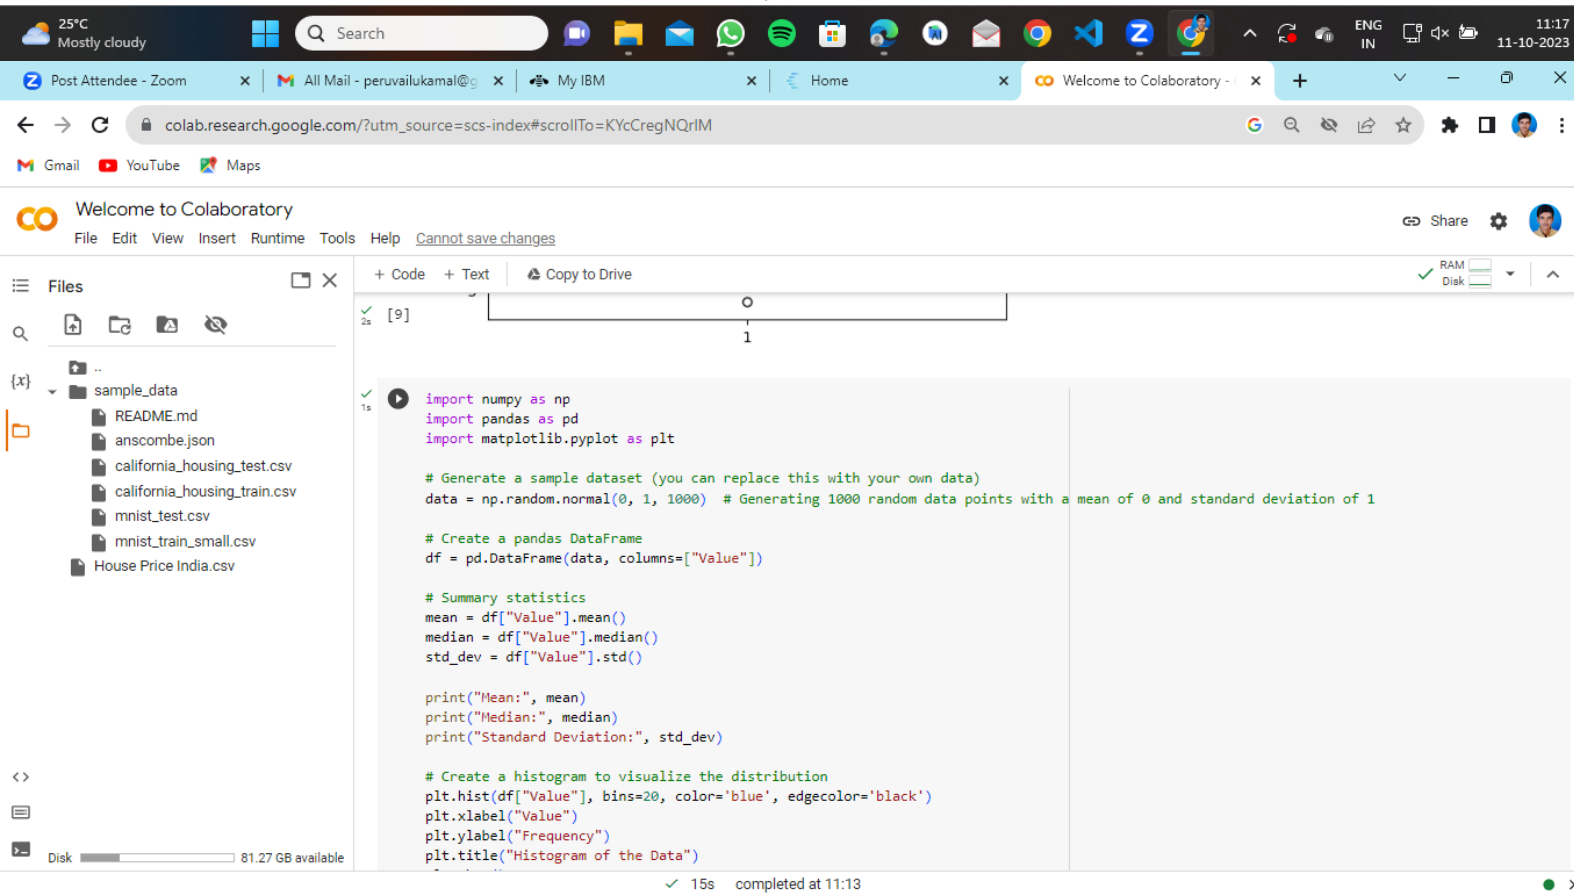 25°C
Mostly cloudy
Search
ENG
IN
11:17
11-10-2023
Post Attendee - Zoom
All Mail - peruvailukamal@g
My IBM
Home
Welcome to Colaboratory -
colab.research.google.com/?utm_source=scs-index#scrollTo=KYcCregNQrIM
Gmail
YouTube
Maps
Welcome to Colaboratory
File Edit View Insert Runtime Tools Help Cannot save changes
Share
Files
+ Code + Text Copy to Drive
RAM
Disk
..
sample_data
README.md
anscombe.json
california_housing_test.csv
california_housing_train.csv
mnist_test.csv
mnist_train_small.csv
House Price India.csv
Disk 81.27 GB available
2s [9]
1
1s
import numpy as np
import pandas as pd
import matplotlib.pyplot as plt
# Generate a sample dataset (you can replace this with your own data)
data = np.random.normal(0, 1, 1000)  # Generating 1000 random data points with a mean of 0 and standard deviation of 1
# Create a pandas DataFrame
df = pd.DataFrame(data, columns=["Value"])
# Summary statistics
mean = df["Value"].mean()
median = df["Value"].median()
std_dev = df["Value"].std()
print("Mean:", mean)
print("Median:", median)
print("Standard Deviation:", std_dev)
# Create a histogram to visualize the distribution
plt.hist(df["Value"], bins=20, color='blue', edgecolor='black')
plt.xlabel("Value")
plt.ylabel("Frequency")
plt.title("Histogram of the Data")
15s completed at 11:13